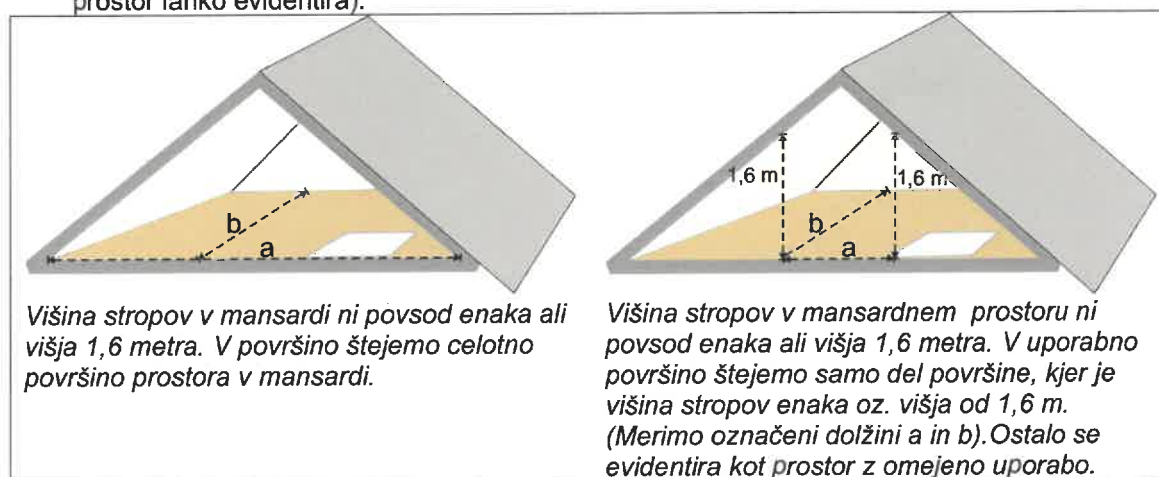 prostor lahko evidentira).
b
a
1,6 m
1,6 m
b
a
Višina stropov v mansardi ni povsod enaka ali
višja 1,6 metra. V površino štejemo celotno
površino prostora v mansardi.
Višina stropov v mansardnem prostoru ni
povsod enaka ali višja 1,6 metra. V uporabno
površino štejemo samo del površine, kjer je
višina stropov enaka oz. višja od 1,6 m.
(Merimo označeni dolžini a in b).Ostalo se
evidentira kot prostor z omejeno uporabo.